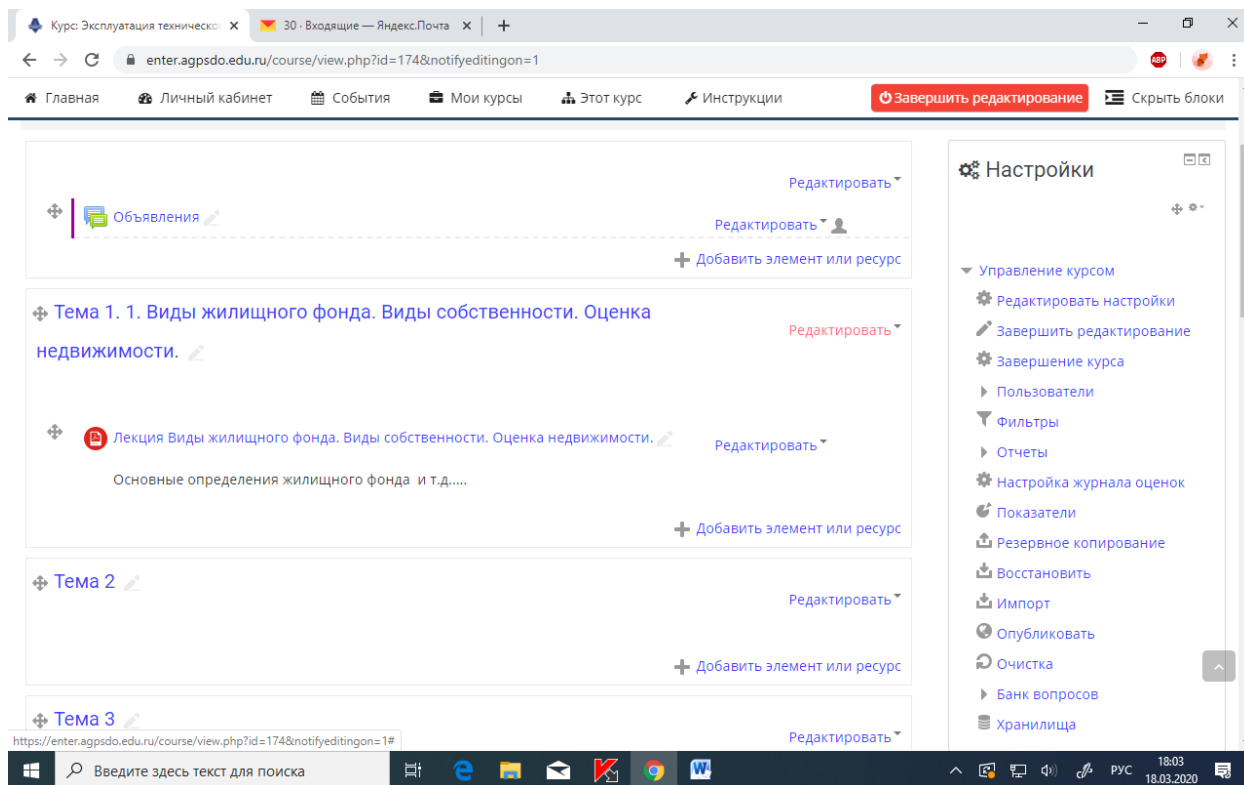 Курс: Эксплуатация техническо
30 · Входящие — Яндекс.Почта
enter.agpsdo.edu.ru/course/view.php?id=174&notifyeditingon=1
ABP
Главная Личный кабинет События Мои курсы Этот курс Инструкции Завершить редактирование Скрыть блоки
Редактировать
Объявления
Редактировать
Добавить элемент или ресурс
Тема 1. 1. Виды жилищного фонда. Виды собственности. Оценка
недвижимости.
Редактировать
Лекция Виды жилищного фонда. Виды собственности. Оценка недвижимости.
Редактировать
Основные определения жилищного фонда и т.д.....
Добавить элемент или ресурс
Тема 2
Редактировать
Добавить элемент или ресурс
Тема 3
Редактировать
Настройки
Управление курсом
Редактировать настройки
Завершить редактирование
Завершение курса
Пользователи
Фильтры
Отчеты
Настройка журнала оценок
Показатели
Резервное копирование
Восстановить
Импорт
Опубликовать
Очистка
Банк вопросов
Хранилища
https://enter.agpsdo.edu.ru/course/view.php?id=174&notifyeditingon=1#
Введите здесь текст для поиска
РУС
18:03
18.03.2020